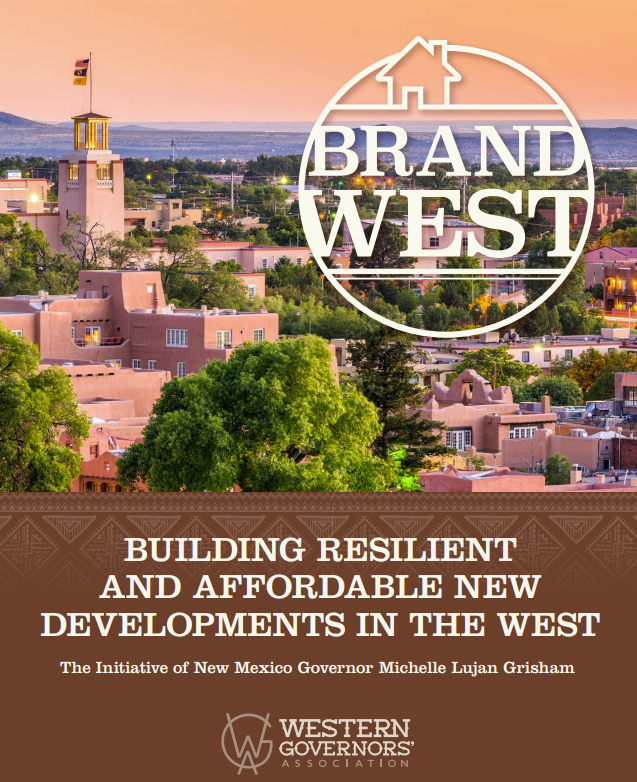 BRAND
WEST
BUILDING RESILIENT
AND AFFORDABLE NEW
DEVELOPMENTS IN THE WEST
The Initiative of New Mexico Governor Michelle Lujan Grisham
WESTERN
GOVERNORS'
ASSOCIATION